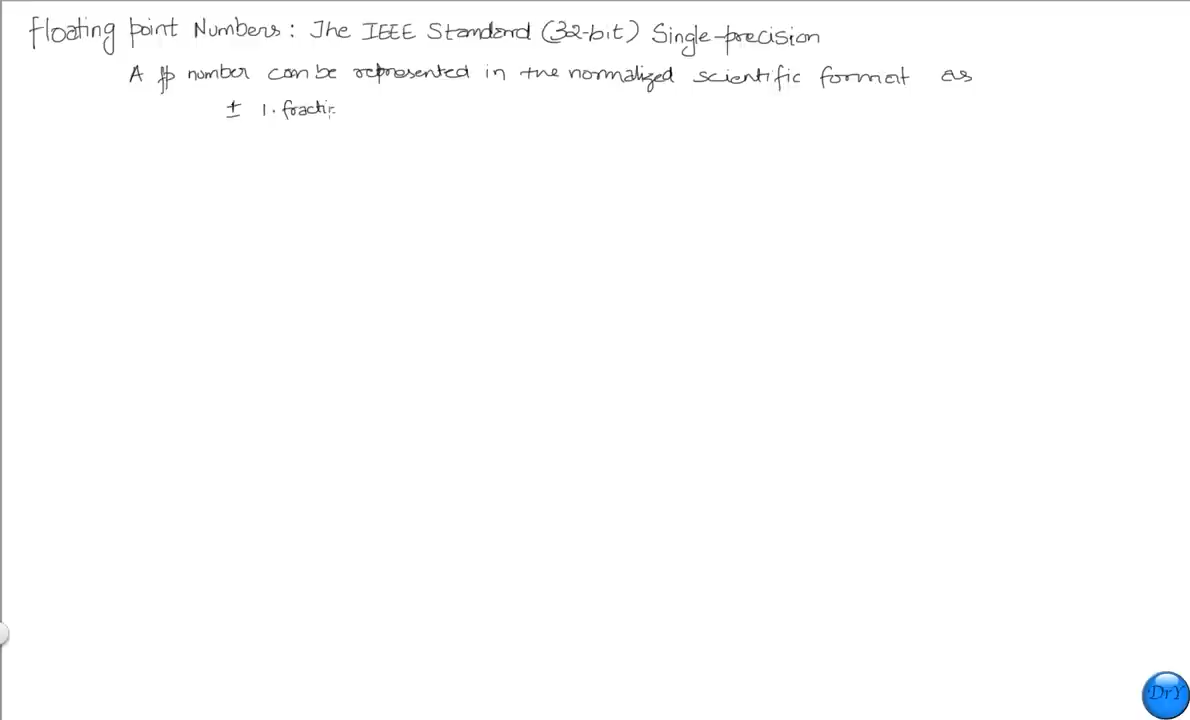 Floating point Numbers: The IEEE Standard (32-bit) Single-precision
A fp number can be represented in the normalized scientific format as
± 1.fracti
DrY